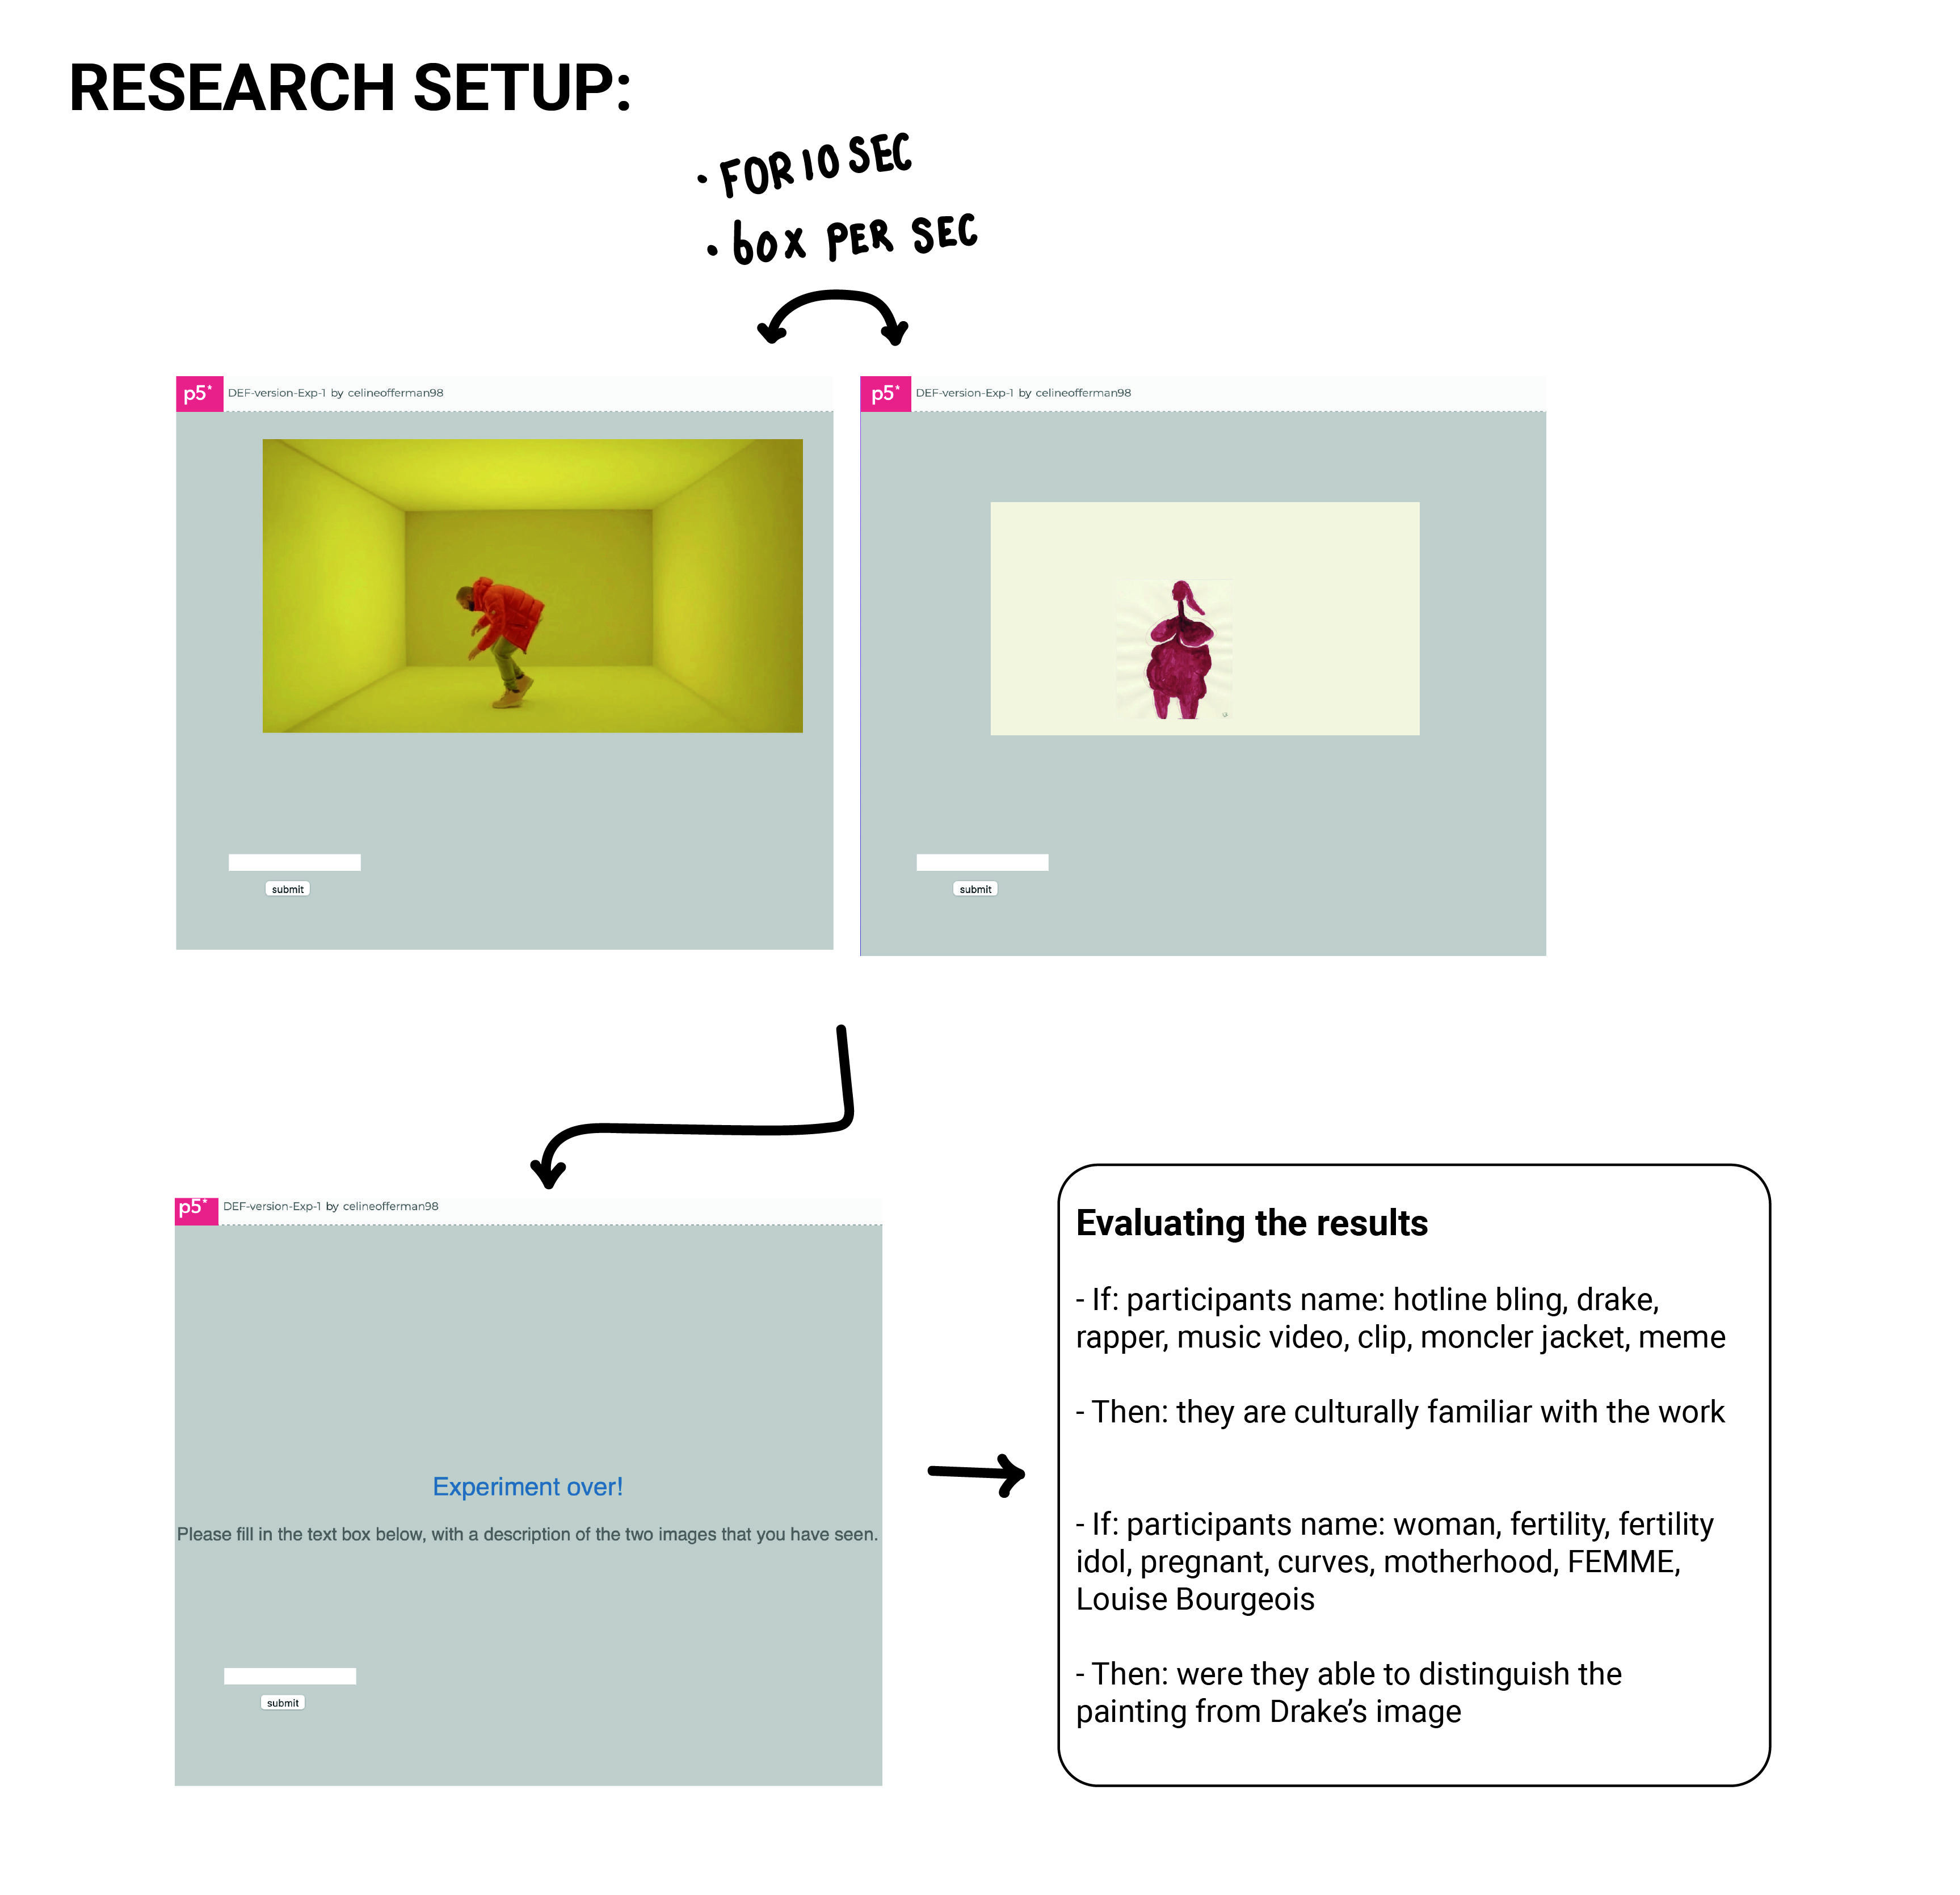 RESEARCH SETUP:
· FOR 10 SEC
· 60X PER SEC
p5*
DEF-version-Exp-1 by celineofferman98
submit
p5*
DEF-version-Exp-1 by celineofferman98
submit
p5*
DEF-version-Exp-1 by celineofferman98
Experiment over!
Please fill in the text box below, with a description of the two images that you have seen.
submit
Evaluating the results
- If: participants name: hotline bling, drake,
rapper, music video, clip, moncler jacket, meme
- Then: they are culturally familiar with the work
- If: participants name: woman, fertility, fertility
idol, pregnant, curves, motherhood, FEMME,
Louise Bourgeois
- Then: were they able to distinguish the
painting from Drake’s image